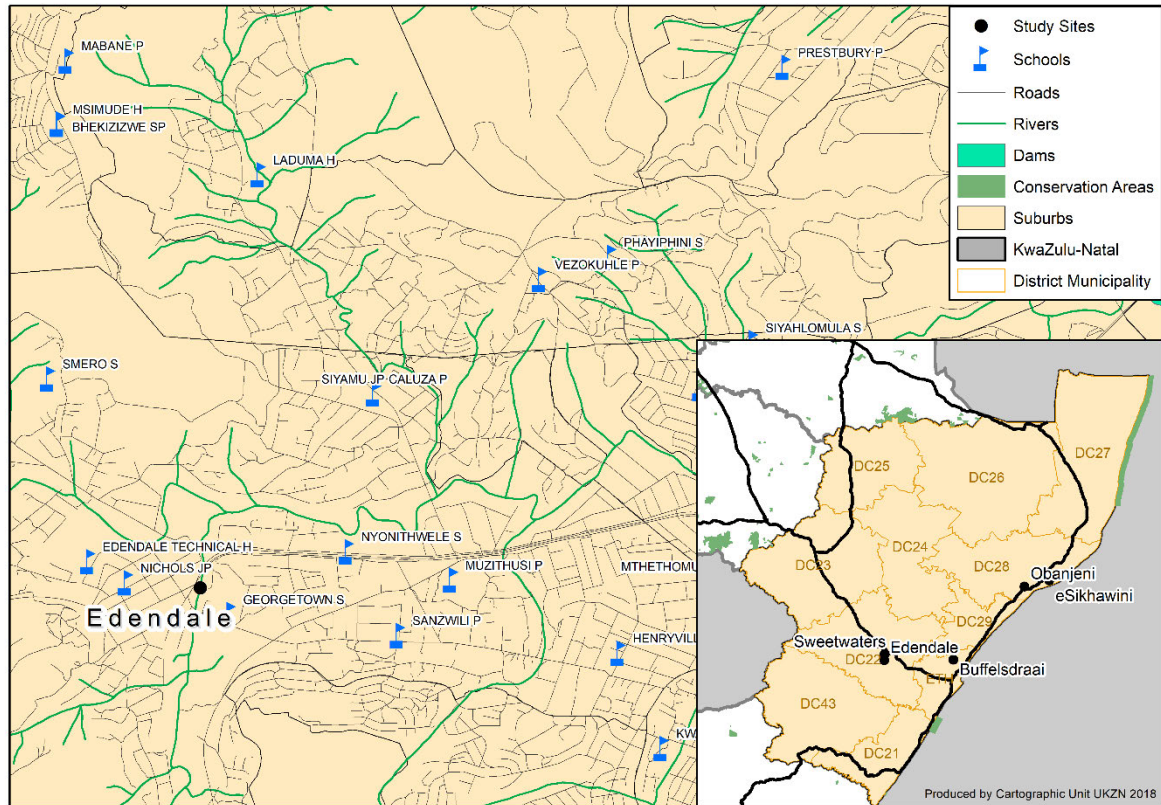 MABANE P
PRESTBURY P
MSIMUDE H
BHEKIZIZWE SP
LADUMA H
PHAYIPHINI S
VEZOKUHLE P
SIYAHLOMULA S
SMERO S
SIYAMU JP CALUZA P
EDENDALE TECHNICAL H
NYONITHWELE S
NICHOLS JP
MUZITHUSI P
MTHETHOMU
GEORGETOWN S
Edendale
SANZWILI P
HENRYVILL
KW
Study Sites
Schools
Roads
Rivers
Dams
Conservation Areas
Suburbs
KwaZulu-Natal
District Municipality
DC25
DC26
DC27
DC24
DC23
DC28
Obanjeni
eSikhawini
DC29
Sweetwaters
Edendale
DC22
Buffelsdraai
DC43
DC21
Produced by Cartographic Unit UKZN 2018